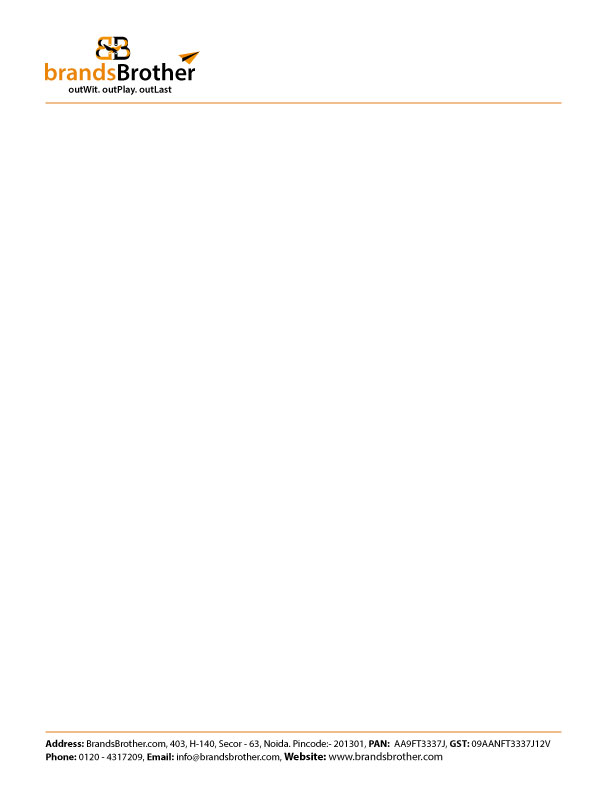 BB
brandsBrother
outWit. outPlay. outLast
Address: BrandsBrother.com, 403, H-140, Secor - 63, Noida. Pincode:- 201301, PAN: AA9FT3337J, GST: 09AANFT3337J12V
Phone: 0120 - 4317209, Email: info@brandsbrother.com, Website: www.brandsbrother.com